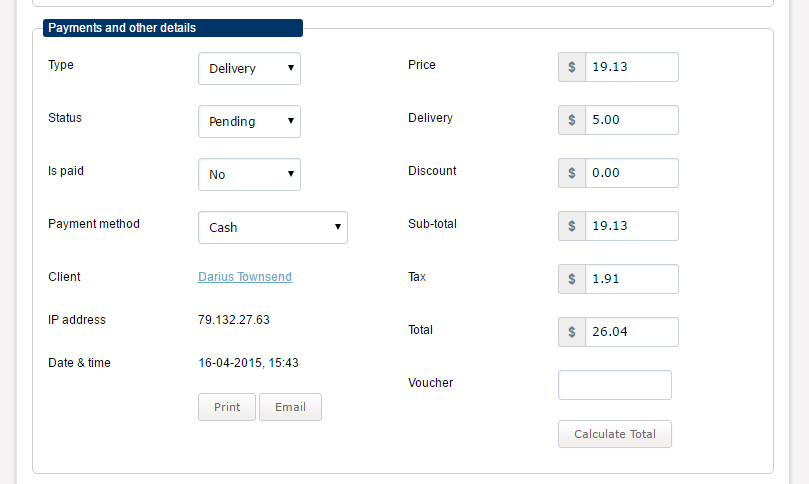 Payments and other details
Type Delivery
Status Pending
Is paid No
Payment method Cash
Client Darius Townsend
IP address 79.132.27.63
Date & time 16-04-2015, 15:43
Print Email
Price $ 19.13
Delivery $ 5.00
Discount $ 0.00
Sub-total $ 19.13
Tax $ 1.91
Total $ 26.04
Voucher
Calculate Total